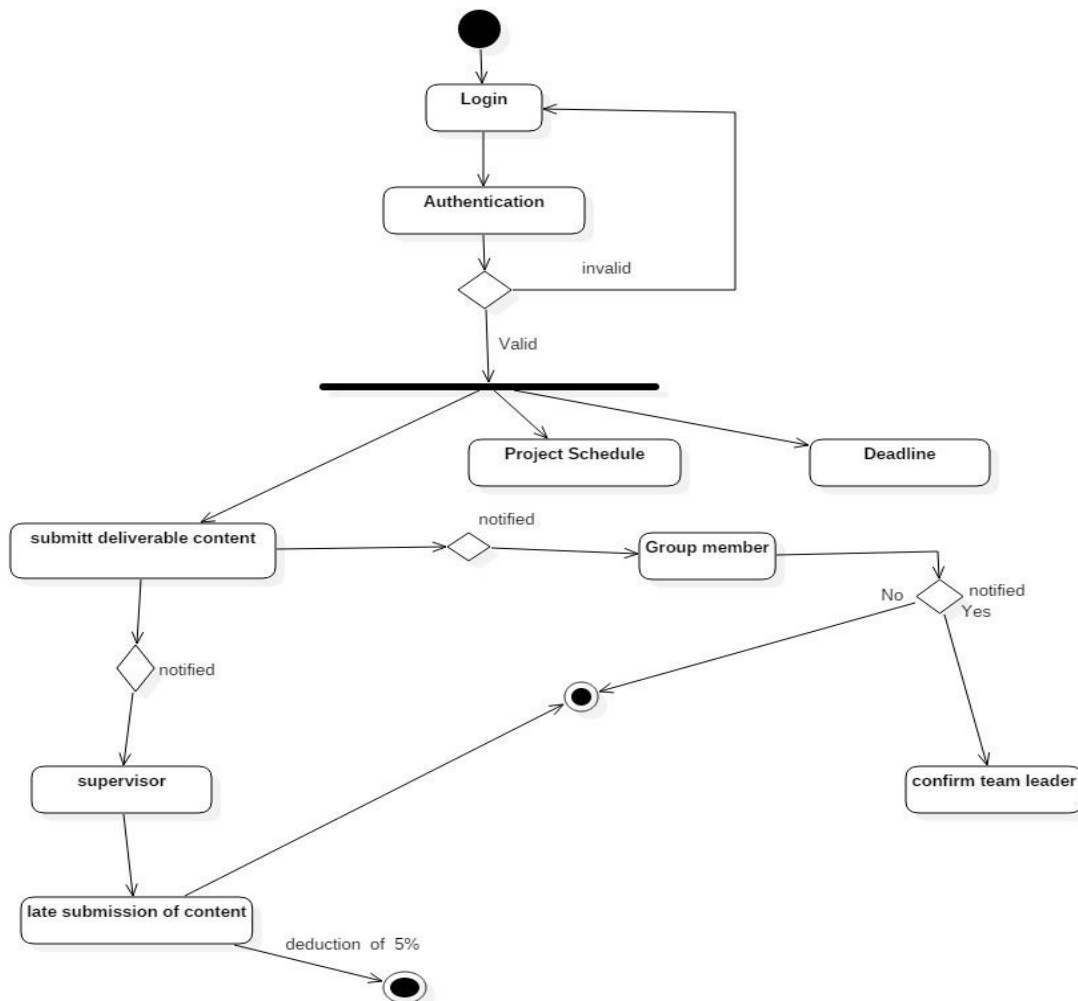 Login
Authentication
invalid
Valid
Project Schedule
Deadline
submitt deliverable content
notified
Group member
No
notified
Yes
notified
supervisor
confirm team leader
late submission of content
deduction of 5%